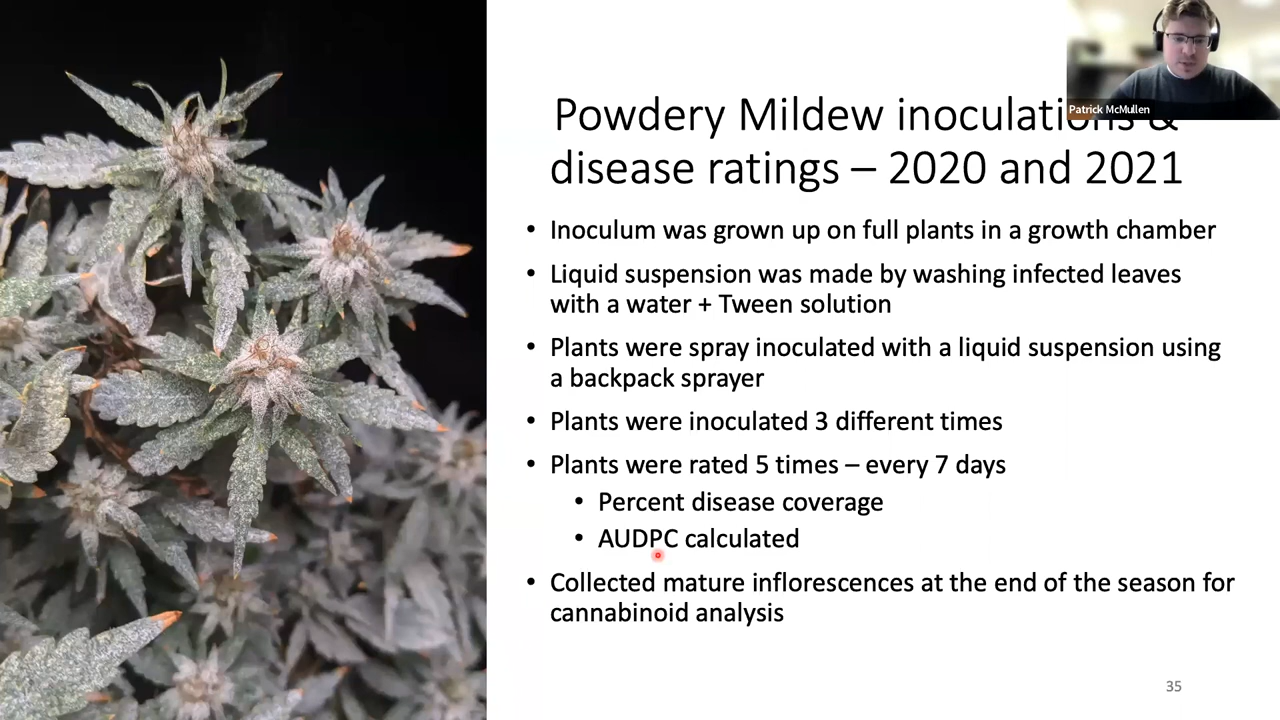 Patrick McMullen
Powdery Mildew inoculations &
disease ratings – 2020 and 2021
• Inoculum was grown up on full plants in a growth chamber
• Liquid suspension was made by washing infected leaves
with a water + Tween solution
• Plants were spray inoculated with a liquid suspension using
a backpack sprayer
• Plants were inoculated 3 different times
• Plants were rated 5 times – every 7 days
• Percent disease coverage
• AUDPC calculated
• Collected mature inflorescences at the end of the season for
cannabinoid analysis
35